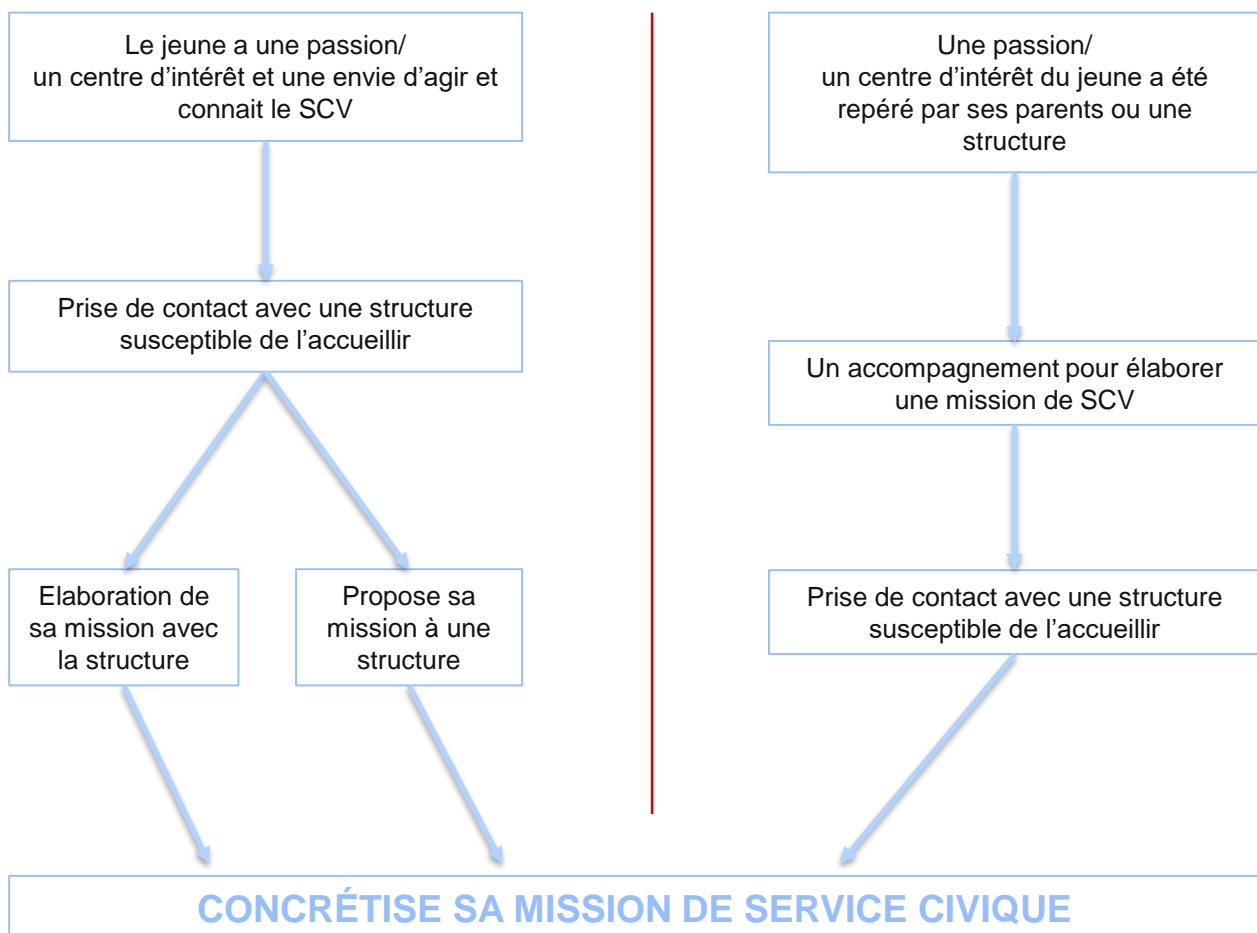 Le jeune a une passion/
un centre d’intérêt et une envie d’agir et
connait le SCV
Une passion/
un centre d’intérêt du jeune a été
repéré par ses parents ou une
structure
Prise de contact avec une structure
susceptible de l’accueillir
Un accompagnement pour élaborer
une mission de SCV
Elaboration de
sa mission avec
la structure
Propose sa
mission à une
structure
Prise de contact avec une structure
susceptible de l’accueillir
CONCRÉTISE SA MISSION DE SERVICE CIVIQUE